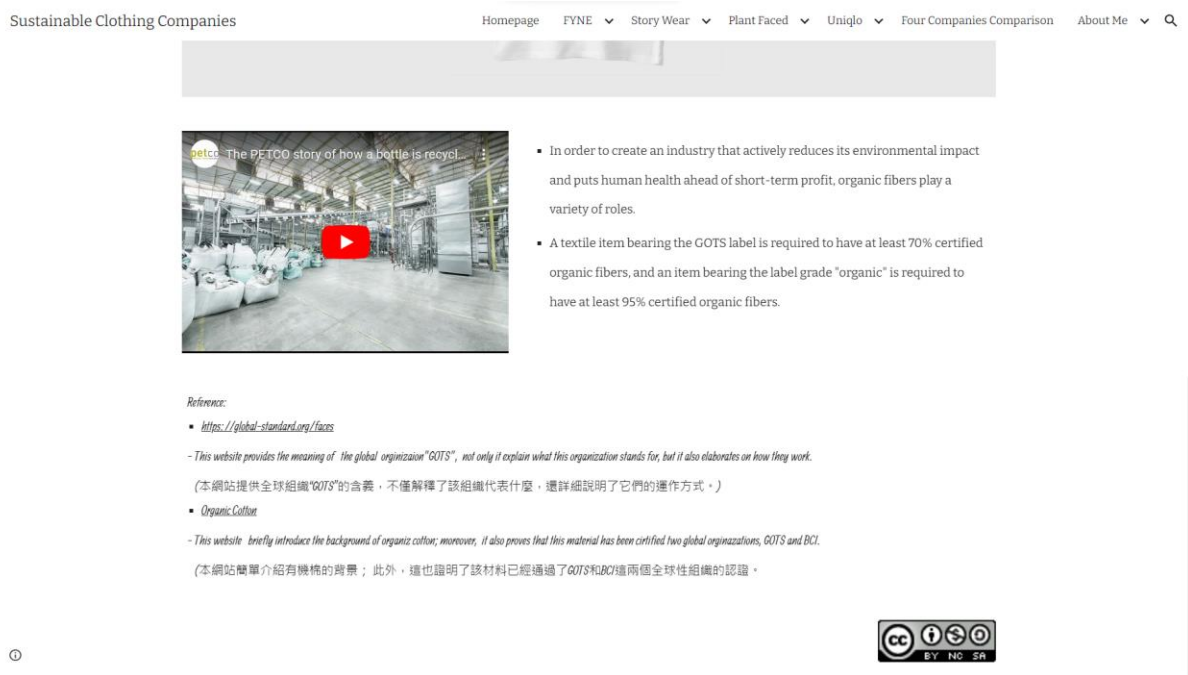 Sustainable Clothing Companies
Homepage FYNE Story Wear Plant Faced Uniqlo Four Companies Comparison About Me
petco The PETCO story of how a bottle is recycl...
In order to create an industry that actively reduces its environmental impact
and puts human health ahead of short-term profit, organic fibers play a
variety of roles.
A textile item bearing the GOTS label is required to have at least 70% certified
organic fibers, and an item bearing the label grade "organic" is required to
have at least 95% certified organic fibers.
Reference:
https://global-standard.org/faces
- This website provides the meaning of the global orginizaion"GOTS", not only it explain what this organization stands for, but it also elaborates on how they work.
(本網站提供全球組織“GOTS”的含義，不僅解釋了該組織代表什麼，還詳細說明了它們的運作方式。)
Organic Cotton
- This website briefly introduce the background of organiz cotton; moreover, it also proves that this material has been cirtified two global orginazations, GOTS and BCI.
(本網站簡單介紹有機棉的背景； 此外，這也證明了該材料已經通過了GOTS和BCI這兩個全球性組織的認證。
cc BY NC SA